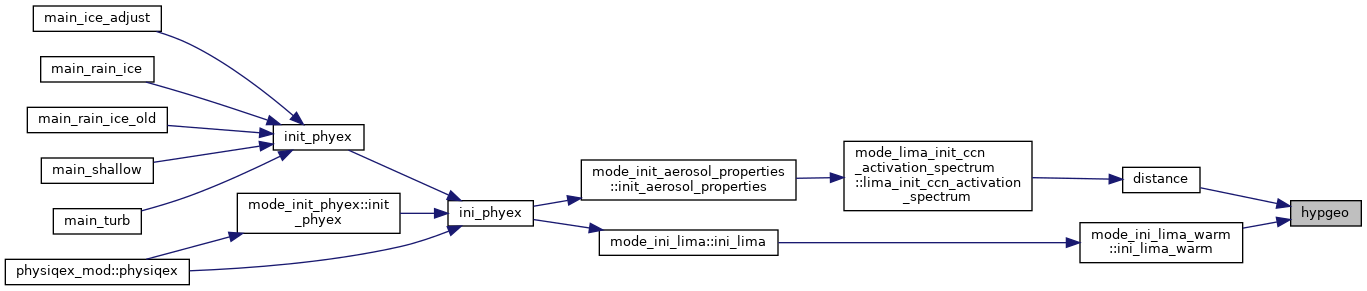 main_ice_adjust
main_rain_ice
main_rain_ice_old
main_shallow
main_turb
init_phyex
mode_init_phyex::init
_phyex
physiqex_mod::physiqex
ini_phyex
mode_init_aerosol_properties
::init_aerosol_properties
mode_ini_lima::ini_lima
mode_lima_init_ccn
_activation_spectrum
::lima_init_ccn_activation
_spectrum
distance
mode_ini_lima_warm
::ini_lima_warm
hypgeo